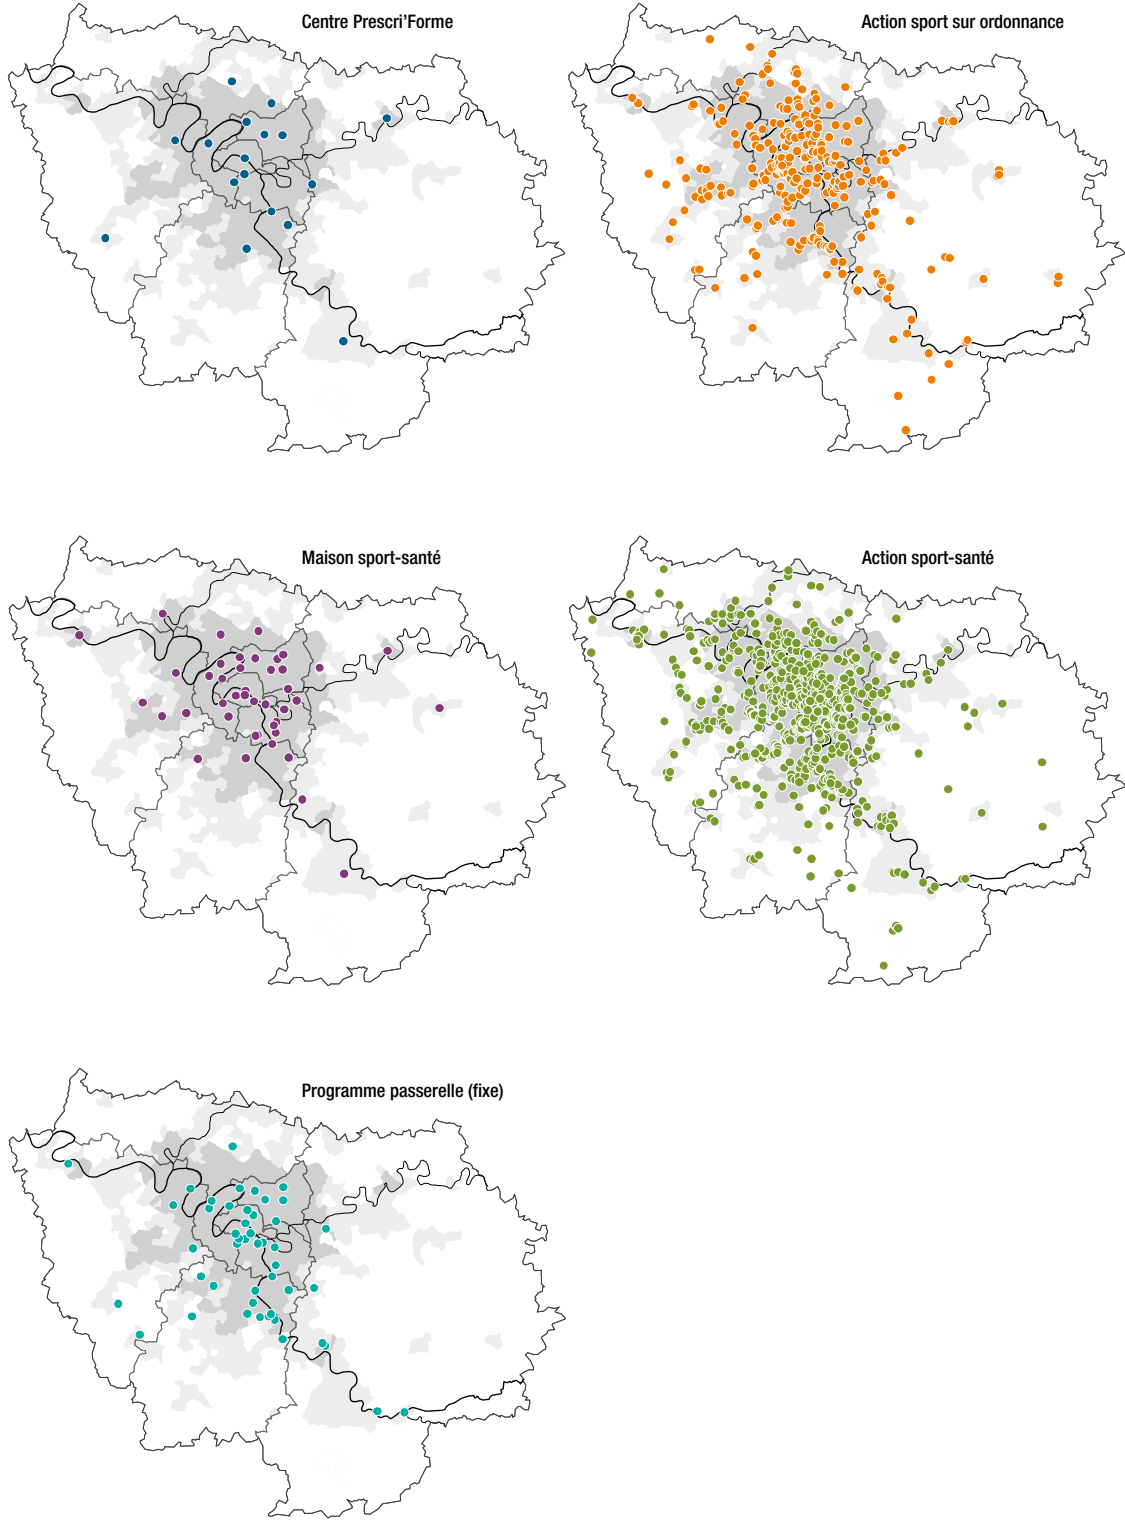 Centre Prescri’Forme
Action sport sur ordonnance
Maison sport-santé
Action sport-santé
Programme passerelle (fixe)